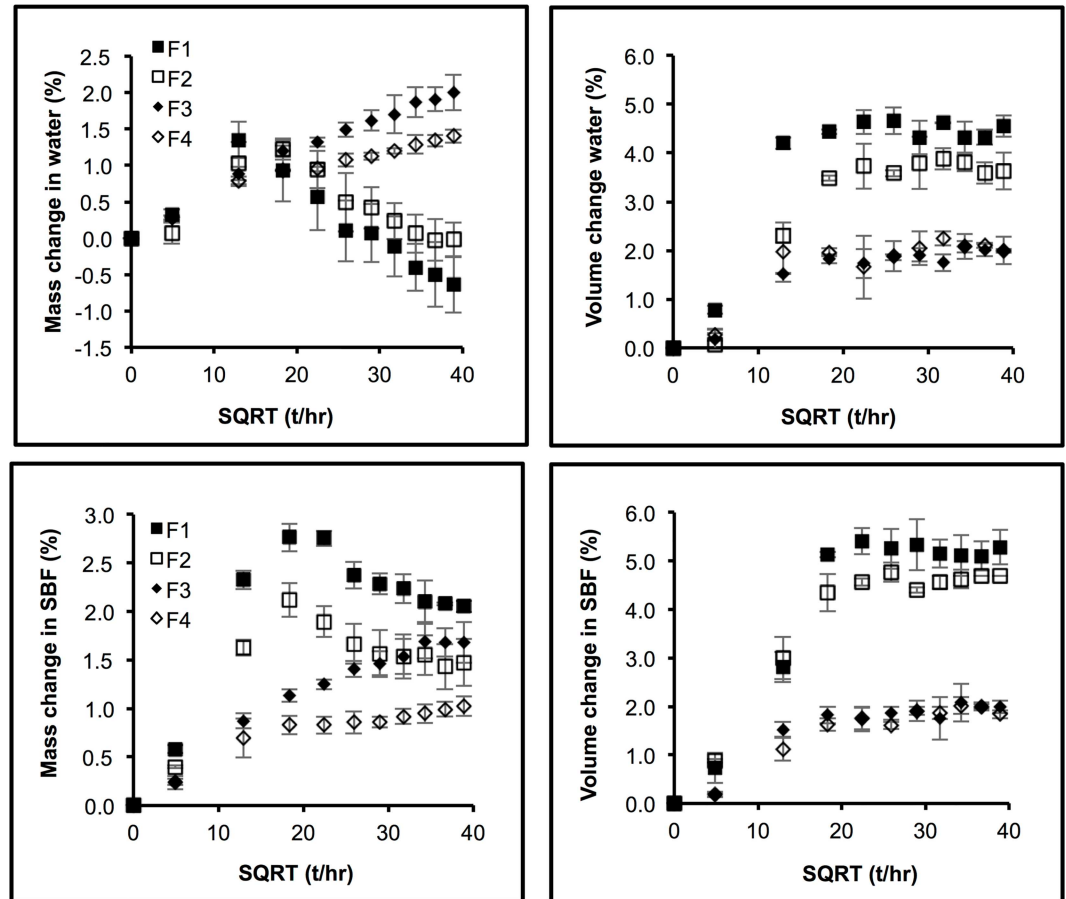 Mass change in water (%)
2.5
2.0
1.5
1.0
0.5
0.0
-0.5
-1.0
-1.5
F1
F2
F3
F4
0 10 20 30 40
SQRT (t/hr)
Volume change water (%)
6.0
5.0
4.0
3.0
2.0
1.0
0.0
0 10 20 30 40
SQRT (t/hr)
Mass change in SBF (%)
3.0
2.5
2.0
1.5
1.0
0.5
0.0
F1
F2
F3
F4
0 10 20 30 40
SQRT (t/hr)
Volume change in SBF (%)
6.0
5.0
4.0
3.0
2.0
1.0
0.0
0 10 20 30 40
SQRT (t/hr)